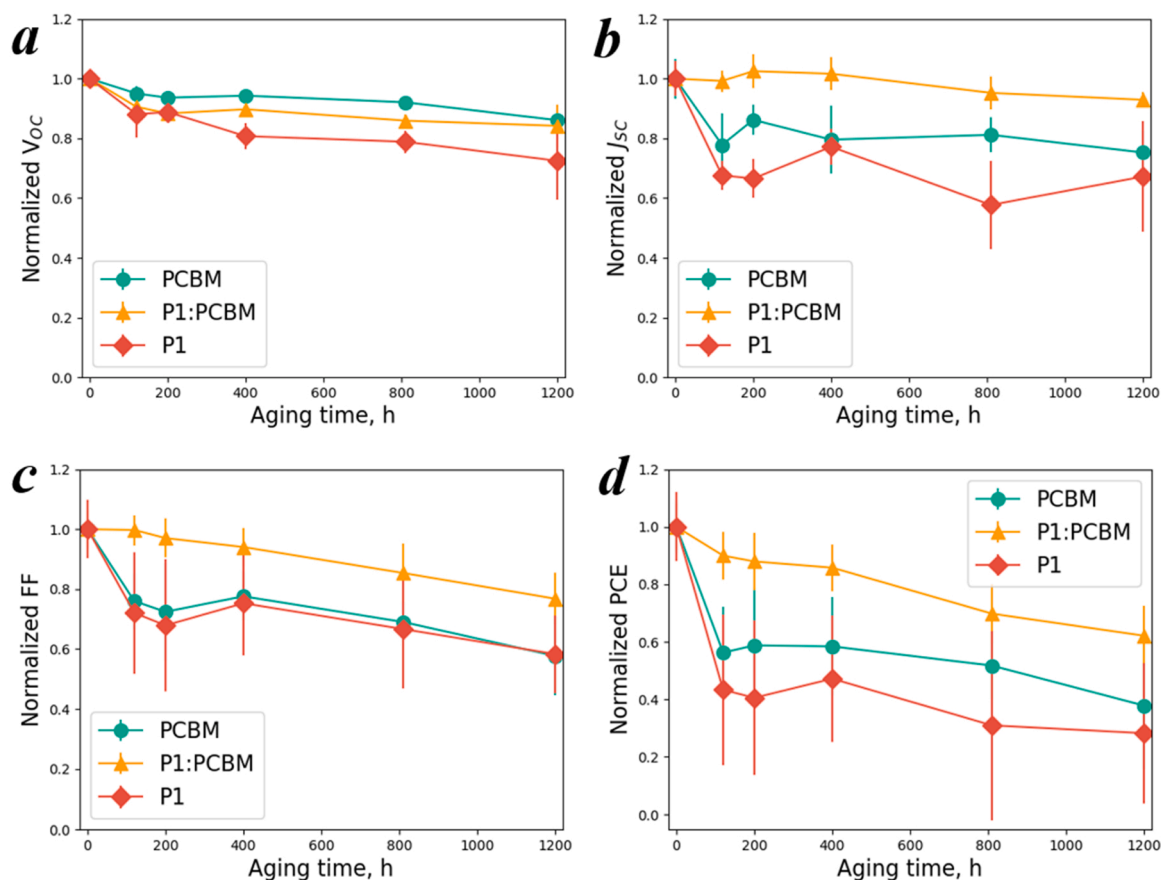 a
Normalized V_OC
1.2
1.0
0.8
0.6
0.4
0.2
0.0
PCBM
P1:PCBM
P1
0 200 400 600 800 1000 1200
Aging time, h
b
Normalized J_SC
1.2
1.0
0.8
0.6
0.4
0.2
0.0
PCBM
P1:PCBM
P1
0 200 400 600 800 1000 1200
Aging time, h
c
Normalized FF
1.2
1.0
0.8
0.6
0.4
0.2
0.0
PCBM
P1:PCBM
P1
0 200 400 600 800 1000 1200
Aging time, h
d
Normalized PCE
1.2
1.0
0.8
0.6
0.4
0.2
0.0
PCBM
P1:PCBM
P1
0 200 400 600 800 1000 1200
Aging time, h